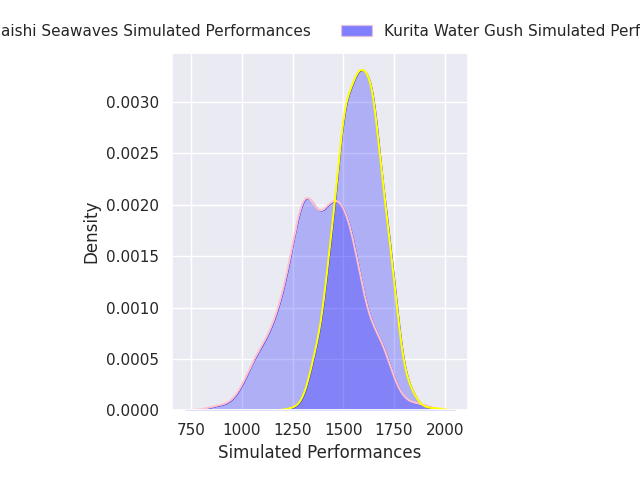 aishi Seawaves Simulated Performances Kurita Water Gush Simulated Perf
0.0030
0.0025
0.0020
0.0015
0.0010
0.0005
0.0000
Density
750 1000 1250 1500 1750 2000
Simulated Performances